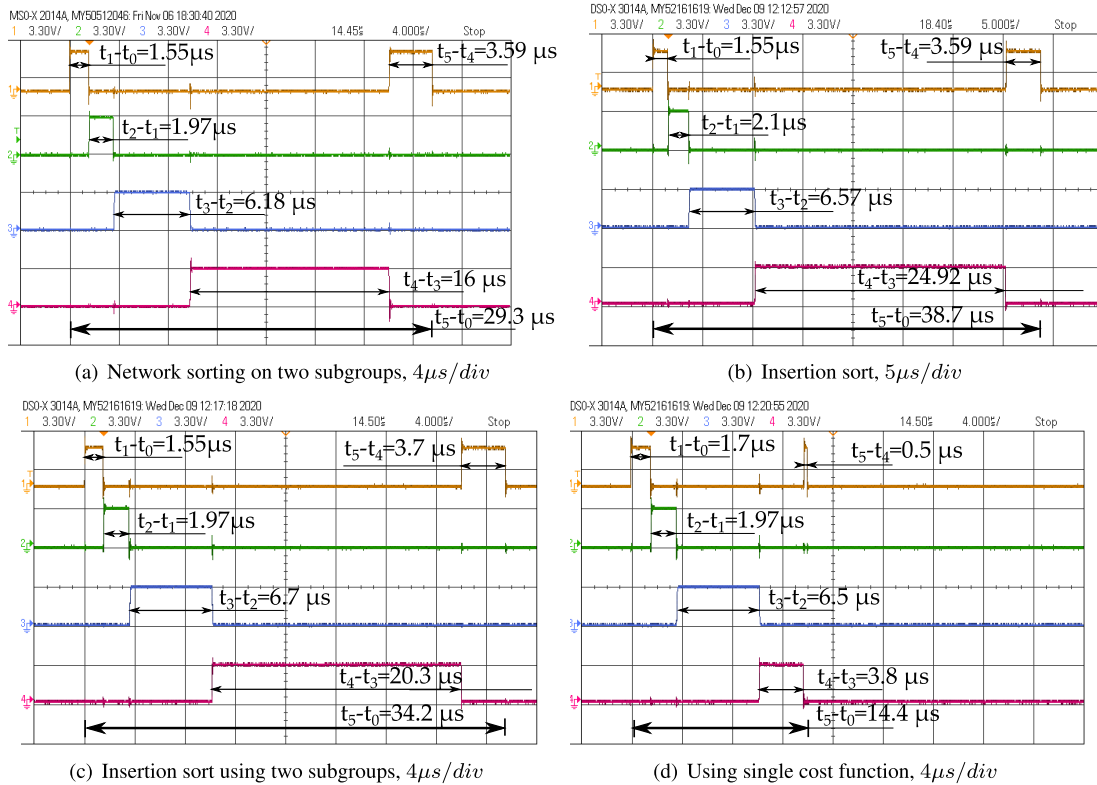 MSO-X 2014A, MY50512046: Fri Nov 06 18:30:40 2020
1 3.30V/ 2 3.30V/ 3 3.30V/ 4 3.30V/ 14.45µs 4.000µs/ Stop
t1-t0=1.55µs
t5-t4=3.59 µs
t2-t1=1.97µs
t3-t2=6.18 µs
t4-t3=16 µs
t5-t0=29.3 µs
(a) Network sorting on two subgroups, 4µs/div
DSO-X 3014A, MY52161619: Wed Dec 09 12:12:57 2020
1 3.30V/ 2 3.30V/ 3 3.30V/ 4 3.30V/ 18.40µs 5.000µs/ Stop
t1-t0=1.55µs
t5-t4=3.59 µs
t2-t1=2.1µs
t3-t2=6.57 µs
t4-t3=24.92 µs
t5-t0=38.7 µs
(b) Insertion sort, 5µs/div
DSO-X 3014A, MY52161619: Wed Dec 09 12:17:18 2020
1 3.30V/ 2 3.30V/ 3 3.30V/ 4 3.30V/ 14.50µs 4.000µs/ Stop
t1-t0=1.55µs
t5-t4=3.7 µs
t2-t1=1.97µs
t3-t2=6.7 µs
t4-t3=20.3 µs
t5-t0=34.2 µs
(c) Insertion sort using two subgroups, 4µs/div
DSO-X 3014A, MY52161619: Wed Dec 09 12:20:55 2020
1 3.30V/ 2 3.30V/ 3 3.30V/ 4 3.30V/ 14.50µs 4.000µs/ Stop
t1-t0=1.7µs
t5-t4=0.5 µs
t2-t1=1.97µs
t3-t2=6.5 µs
t4-t3=3.8 µs
t5-t0=14.4 µs
(d) Using single cost function, 4µs/div